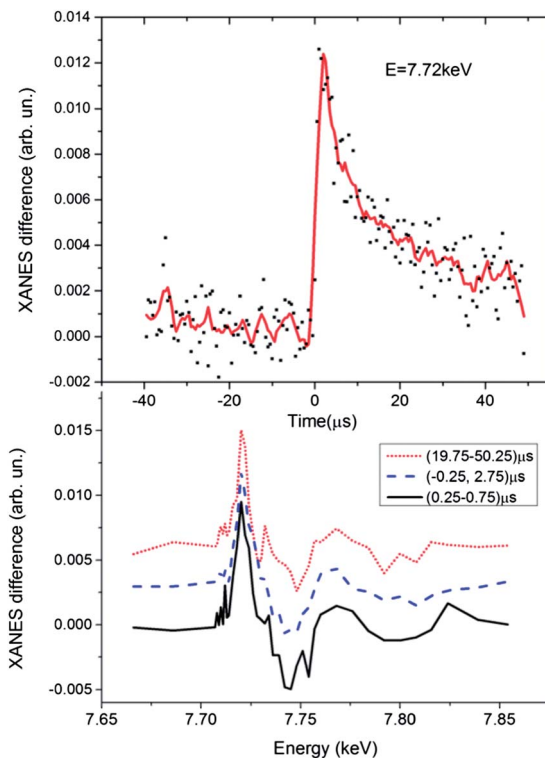 0.014
0.012
0.010
0.008
0.006
0.004
0.002
0.000
-0.002
XANES difference (arb. un.)
E=7.72keV
-40 -20 0 20 40
Time(μs)
0.015
0.010
0.005
0.000
-0.005
XANES difference (arb. un.)
(19.75-50.25)μs
(-0.25, 2.75)μs
(0.25-0.75)μs
7.65 7.70 7.75 7.80 7.85
Energy (keV)